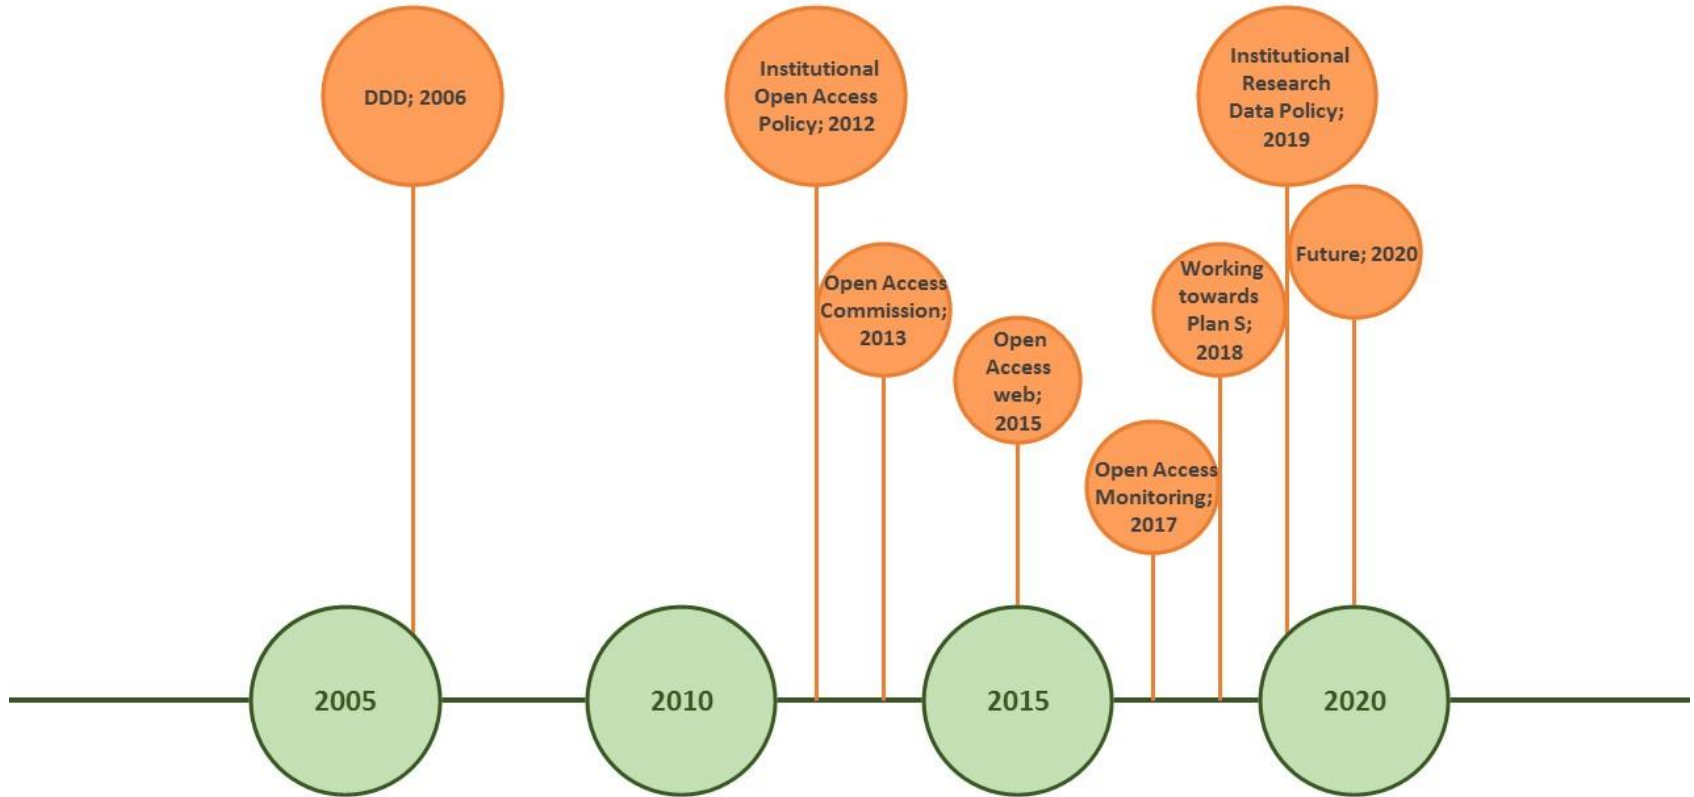 DDD; 2006
Institutional
Open Access
Policy; 2012
Institutional
Research
Data Policy;
2019
Open Access
Commission;
2013
Open
Access
web;
2015
Open Access
Monitoring;
2017
Working
towards
Plan S;
2018
Future; 2020
2005
2010
2015
2020